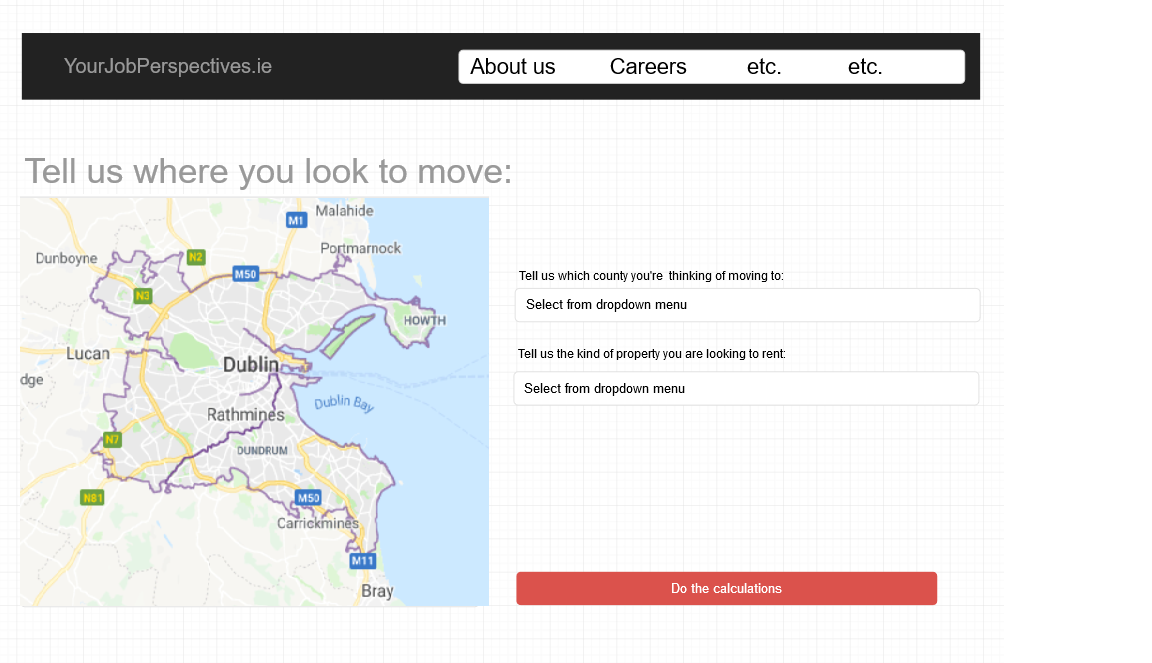 YourJobPerspectives.ie
About us Careers etc. etc.
Tell us where you look to move:
M1
Malahide
Portmarnock
Dunboyne
N2
M50
N3
HOWTH
Lucan
Dublin
dge
Dublin Bay
Rathmines
N7
DUNDRUM
N81
M50
Carrickmines
M11
Bray
Tell us which county you're thinking of moving to:
Select from dropdown menu
Tell us the kind of property you are looking to rent:
Select from dropdown menu
Do the calculations